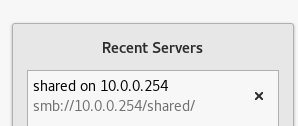 Recent Servers
shared on 10.0.0.254
smb://10.0.0.254/shared/